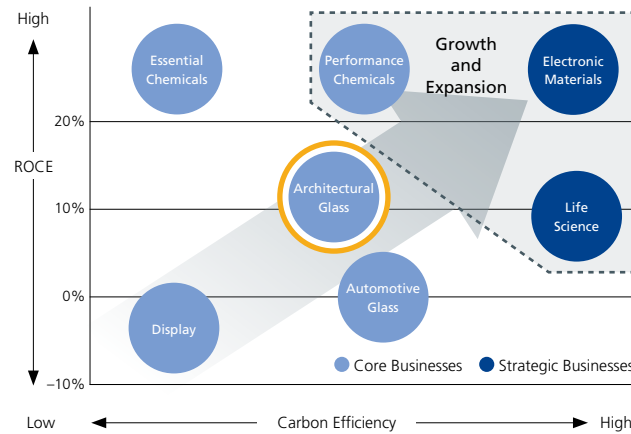 High
Essential
Chemicals
Performance
Chemicals
Growth
and
Expansion
Electronic
Materials
20%
ROCE
Architectural
Glass
10%
Life
Science
0%
Automotive
Glass
Display
Core Businesses
Strategic Businesses
–10%
Low
Carbon Efficiency
High